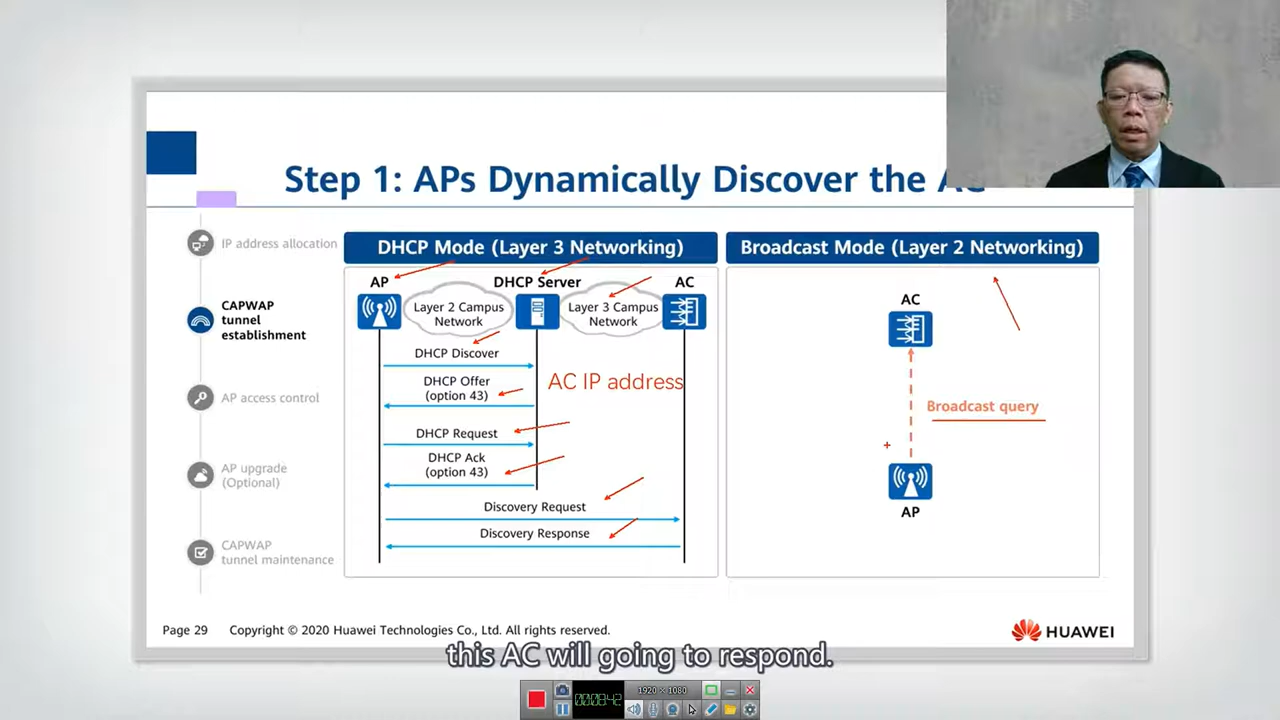 Step 1: APs Dynamically Discover the AC
IP address allocation
CAPWAP
tunnel
establishment
AP access control
AP upgrade
(Optional)
CAPWAP
tunnel maintenance
DHCP Mode (Layer 3 Networking)
AP
DHCP Server
AC
Layer 2 Campus
Network
Layer 3 Campus
Network
DHCP Discover
DHCP Offer
(option 43)
AC IP address
DHCP Request
DHCP Ack
(option 43)
Discovery Request
Discovery Response
Broadcast Mode (Layer 2 Networking)
AC
Broadcast query
AP
Page 29 Copyright © 2020 Huawei Technologies Co., Ltd. All rights reserved.
HUAWEI
this AC will going to respond.
1920 × 1080
00:08:42